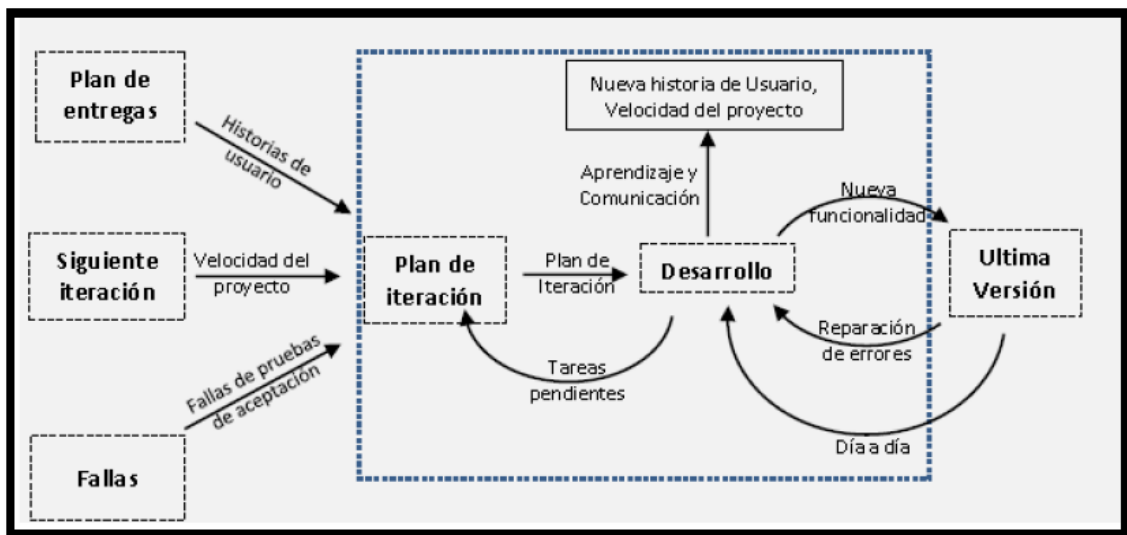 Plan de
entregas
Historias de
usuario
Nueva historia de Usuario,
Velocidad del proyecto
Aprendizaje y
Comunicación
Nueva
funcionalidad
Siguiente
iteración
Velocidad del
proyecto
Plan de
iteración
Plan de
Iteración
Desarrollo
Ultima
Versión
Reparación
de errores
Tareas
pendientes
Fallas de pruebas
de aceptación
Día a día
Fallas